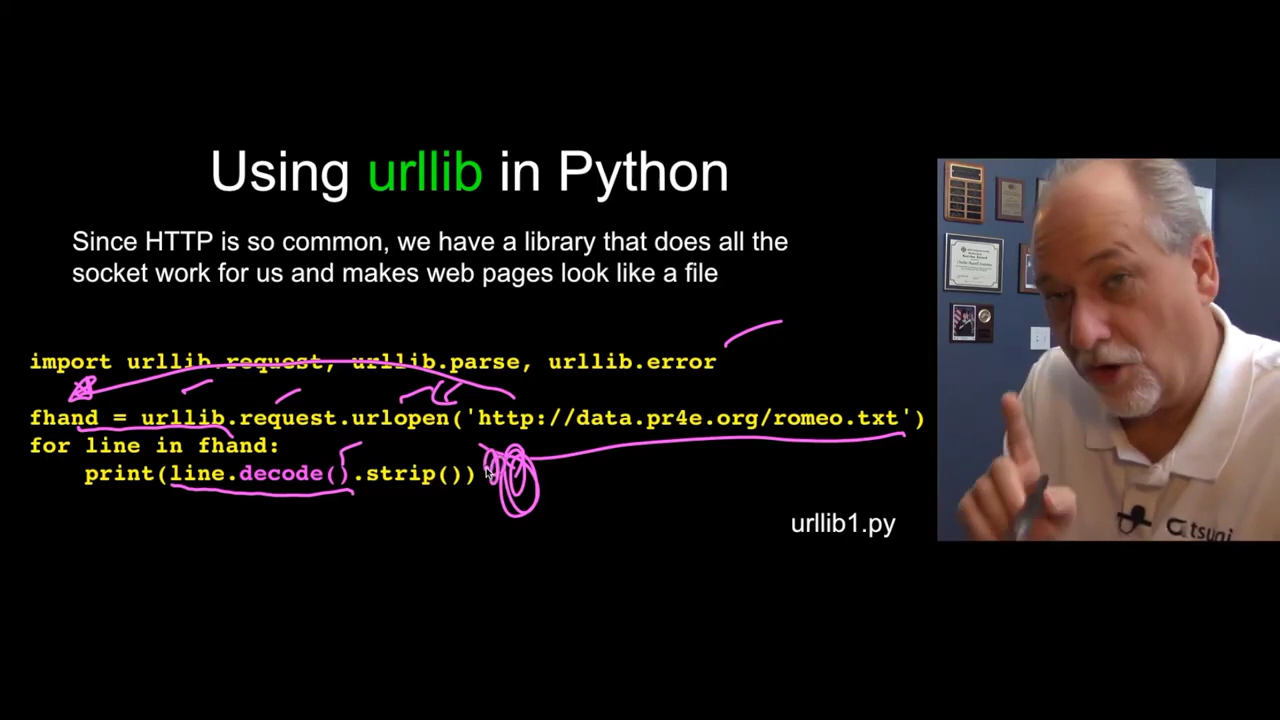 Using urllib in Python
Since HTTP is so common, we have a library that does all the
socket work for us and makes web pages look like a file
import urllib.request, urllib.parse, urllib.error
fhand = urllib.request.urlopen('http://data.pr4e.org/romeo.txt')
for line in fhand:
    print(line.decode().strip())
urllib1.py
tsugi